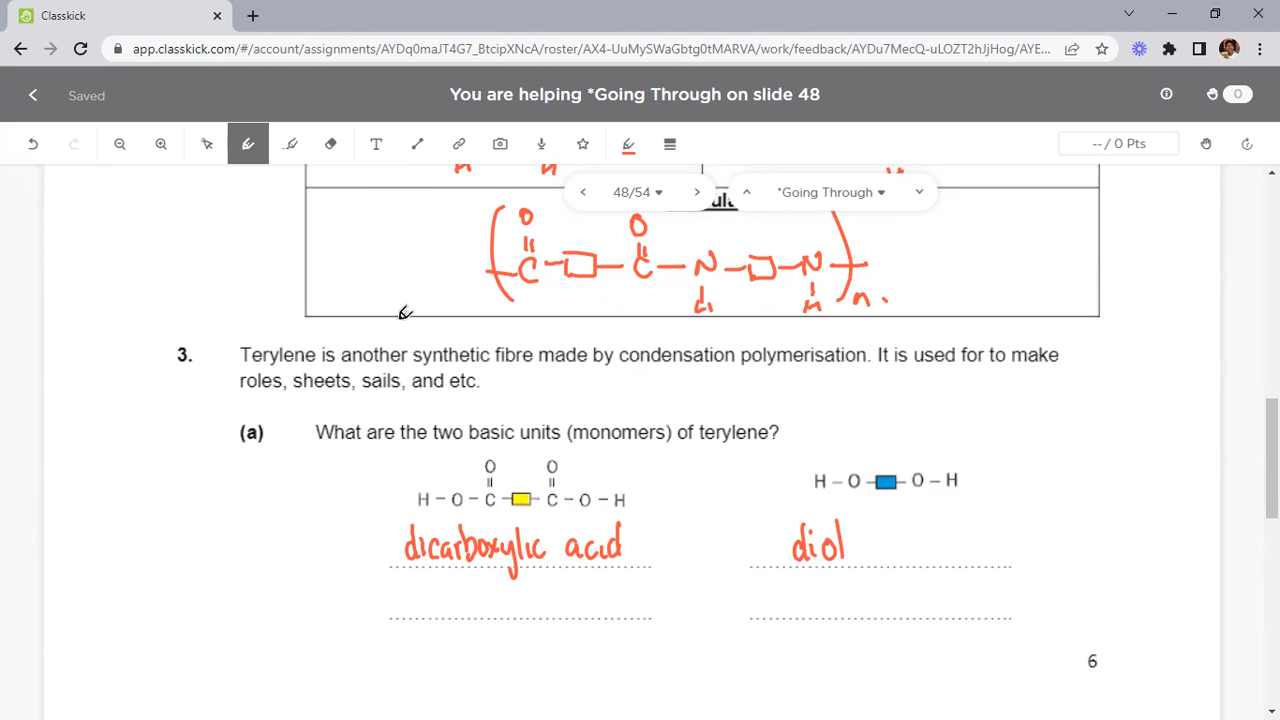 Classkick
app.classkick.com/#/account/assignments/AYDq0maJT4G7_BtcipXNtA/roster/AX4-UuMySWaGbtg0tMARVA/work/feedback/AYDu7MecQ-uLOZT2hJjHog/AYE...
Saved
You are helping *Going Through on slide 48
0
T
-- / 0 Pts
H H H
48/54
*Going Through
O O
C C N N
H H n.
3. Terylene is another synthetic fibre made by condensation polymerisation. It is used for to make
roles, sheets, sails, and etc.
(a) What are the two basic units (monomers) of terylene?
O O
H – O – C – – C – O – H
H – O – – O – H
dicarboxylic acid
diol
6